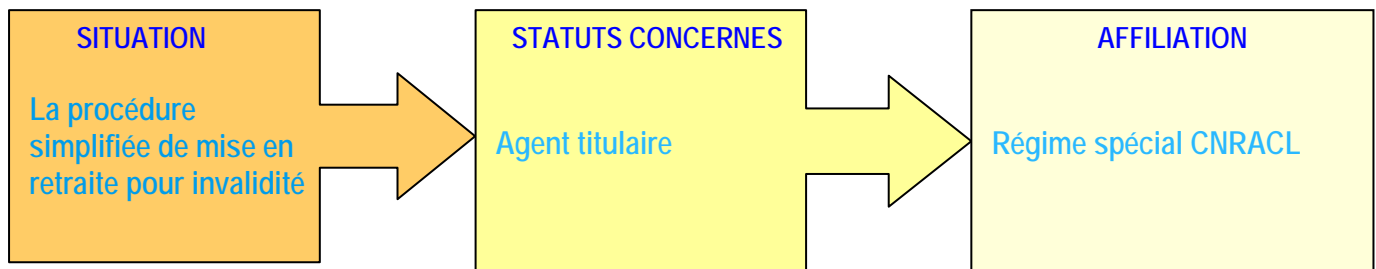 SITUATION
La procédure
simplifiée de mise en
retraite pour invalidité
STATUTS CONCERNES
Agent titulaire
AFFILIATION
Régime spécial CNRACL